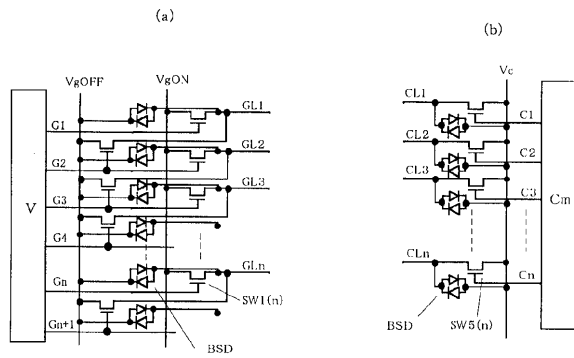 (a)
VgOFF VgON
G1 GL1
G2 GL2
G3 GL3
V
G4
Gn GLn
SW1(n)
Gn+1
BSD
(b)
Vc
CL1 C1
CL2 C2
CL3 C3
Cm
CLn Cn
BSD SW5(n)